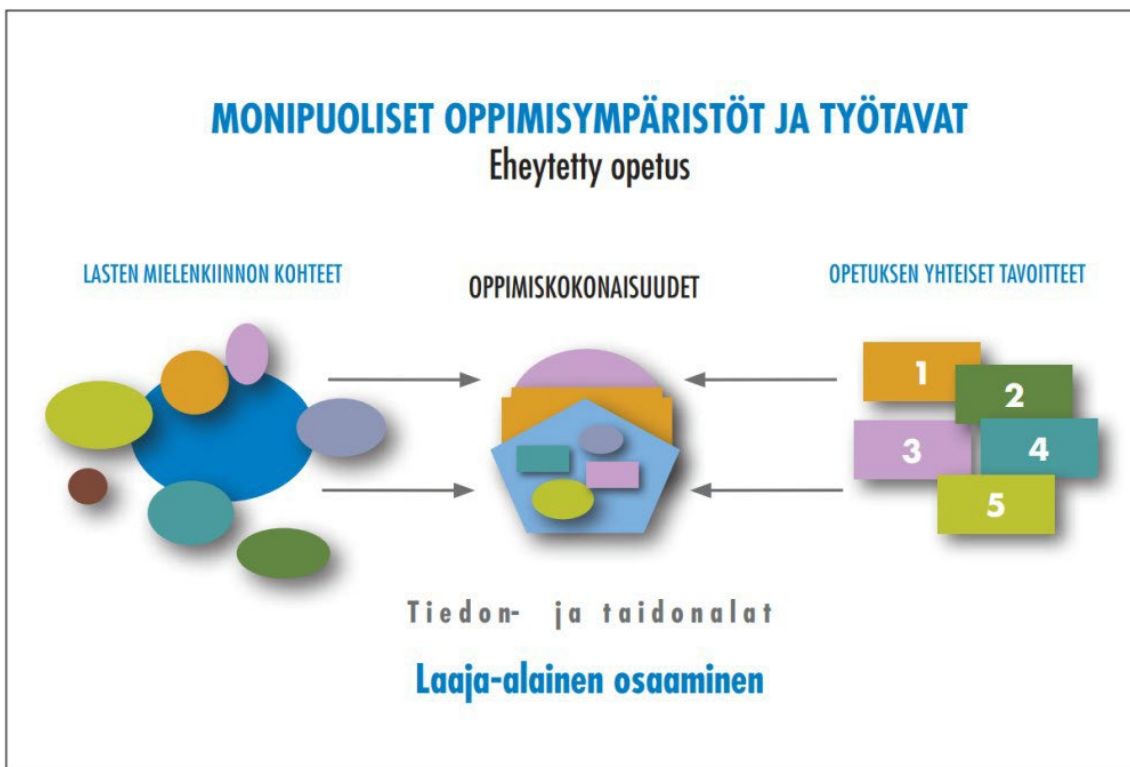 MONIPUOLISET OPPIMISYMPÄRISTÖT JA TYÖTAVAT
Eheytetty opetus
LASTEN MIELENKIINNON KOHTEET
OPPIMISKOKONAISUUDET
OPETUKSEN YHTEISET TAVOITTEET
1
2
3
4
5
Tiedon- ja taidonalat
Laaja-alainen osaaminen